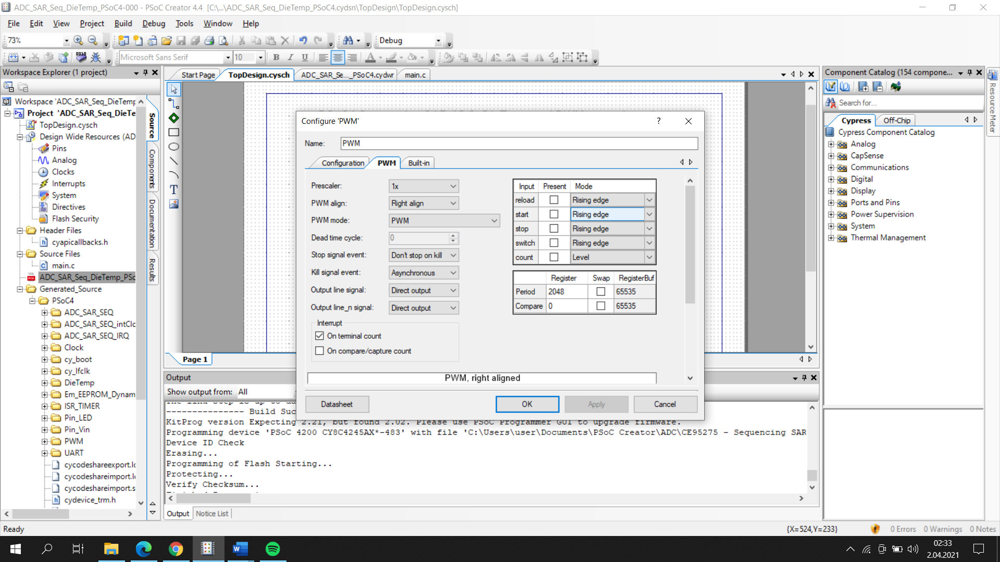 ADC_SAR_Seq_DieTemp_PSoC4-000 - PSoC Creator 4.4 [C:\...\ADC_SAR_Seq_DieTemp_PSoC4.cydsn\TopDesign\TopDesign.cysch]
File Edit View Project Build Debug Tools Window Help
73% Debug
Microsoft Sans Serif 10 B I U A
Workspace Explorer (1 project)
Workspace 'ADC_SAR_Seq_DieTemp
Project 'ADC_SAR_Seq_DieTe
TopDesign.cysch
Design Wide Resources (AD
Pins
Analog
Clocks
Interrupts
System
Directives
Flash Security
Header Files
cyapicallbacks.h
Source Files
main.c
ADC_SAR_Seq_DieTemp_PSo
Generated_Source
PSoC4
ADC_SAR_SEQ
ADC_SAR_SEQ_intClo
ADC_SAR_SEQ_IRQ
Clock
cy_boot
cy_lfclk
DieTemp
Em_EEPROM_Dynam
ISR_TIMER
Pin_LED
Pin_Vin
PWM
UART
cycodeshareexport.lo
cycodeshareimport.lo
cycodeshareimport.s
cydevice_trm.h
Source
Components
Documentation
Results
Start Page TopDesign.cysch ADC_SAR_Se..._PSoC4.cydwr main.c
T
Page 1
Configure 'PWM'
?
Name: PWM
Configuration PWM Built-in
Prescaler: 1x
PWM align: Right align
PWM mode: PWM
Dead time cycle: 0
Stop signal event: Don't stop on kill
Kill signal event: Asynchronous
Output line signal: Direct output
Output line_n signal: Direct output
Interrupt
On terminal count
On compare/capture count
Input Present Mode
reload Rising edge
start Rising edge
stop Rising edge
switch Rising edge
count Level
Register Swap RegisterBuf
Period 2048 65535
Compare 0 65535
PWM, right aligned
Datasheet OK Apply Cancel
Output
Show output from: All
--------------- Build Suc
KitProg version Expecting 2.21, but found 2.02. Please use PSoC Programmer GUI to upgrade firmware.
Programming device 'PSoC 4200 CY8C4245AX*-483' with file 'C:\Users\user\Documents\PSoC Creator\ADC\CE95275 - Sequencing SAR
Device ID Check
Erasing...
Programming of Flash Starting...
Protecting...
Verify Checksum...
Output Notice List
Component Catalog (154 compone...
Search for...
Cypress Off-Chip
Cypress Component Catalog
Analog
CapSense
Communications
Digital
Display
Ports and Pins
Power Supervision
System
Thermal Management
Resource Meter
Ready {X=524,Y=233} 0 Errors 0 Warnings 0 Notes
02:33
2.04.2021